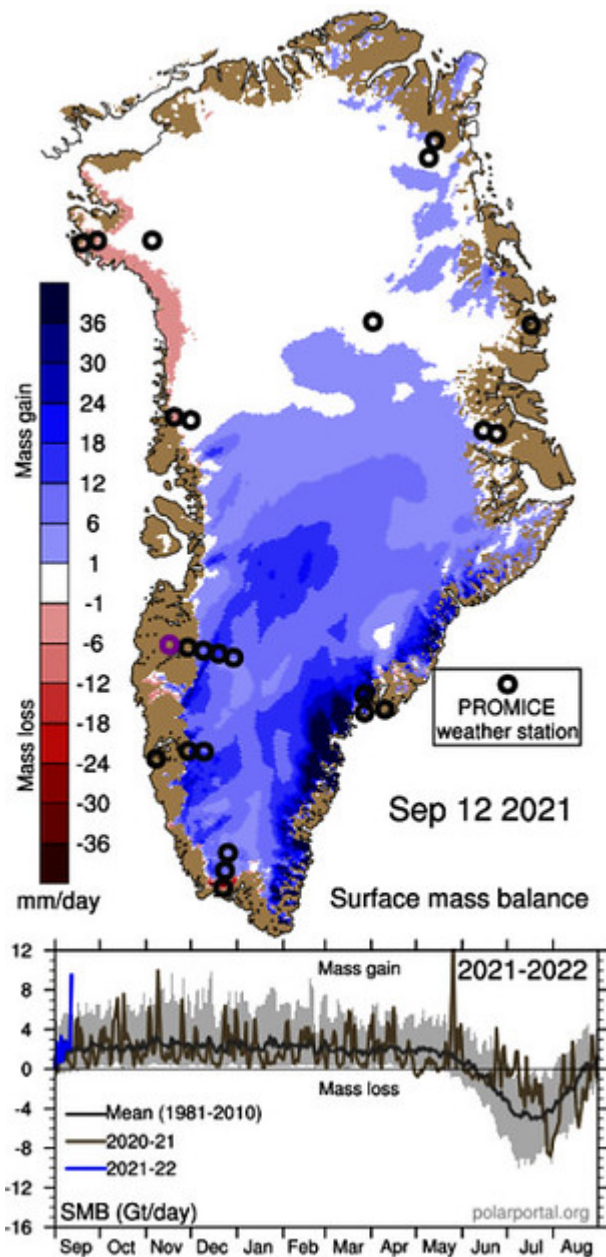 Mass gain
Mass loss
36
30
24
18
12
6
1
-1
-6
-12
-18
-24
-30
-36
mm/day
PROMICE
weather station
Sep 12 2021
Surface mass balance
12
8
4
0
-4
-8
-12
-16
Mass gain
2021-2022
Mass loss
Mean (1981-2010)
2020-21
2021-22
SMB (Gt/day)
polarportal.org
Sep Oct Nov Dec Jan Feb Mar Apr May Jun Jul Aug